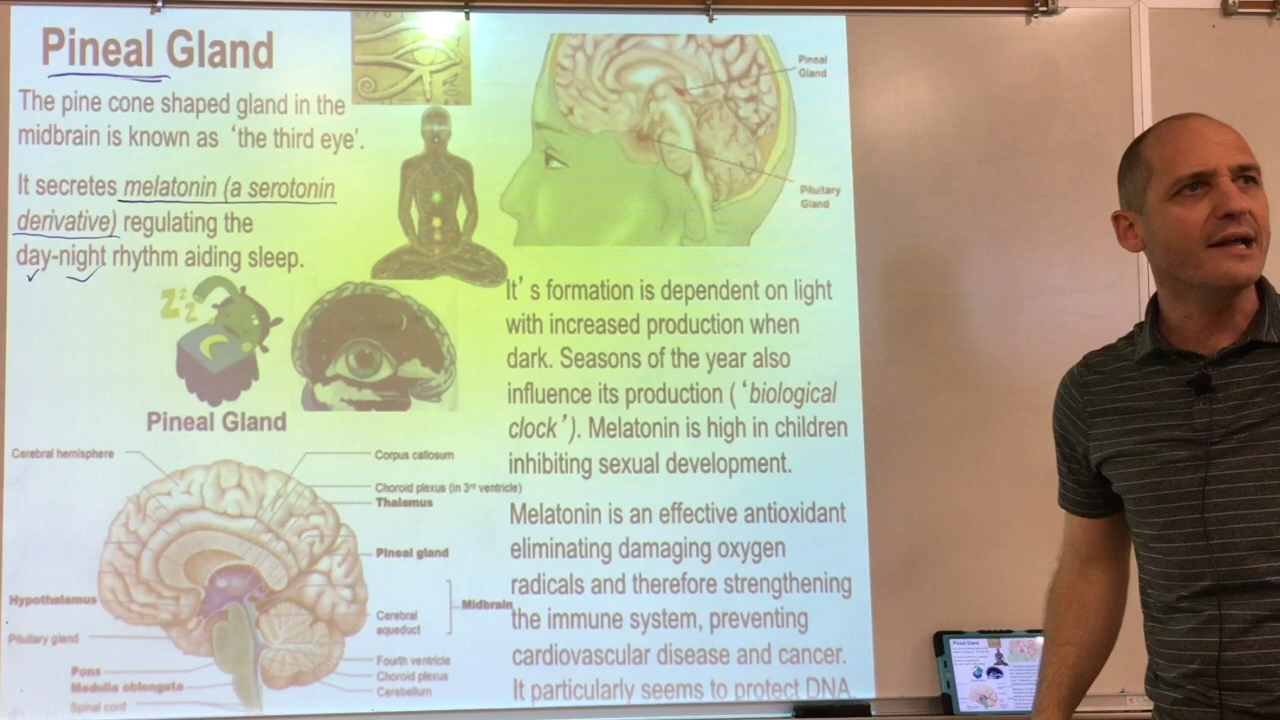 Pineal Gland
The pine cone shaped gland in the
midbrain is known as ‘the third eye’.
It secretes melatonin (a serotonin
derivative) regulating the
day-night rhythm aiding sleep.
Pineal
Gland
Pituitary
Gland
zzz
Pineal Gland
It’ s formation is dependent on light
with increased production when
dark. Seasons of the year also
influence its production ( ‘biological
clock’ ). Melatonin is high in children
inhibiting sexual development.
Melatonin is an effective antioxidant
eliminating damaging oxygen
radicals and therefore strengthening
the immune system, preventing
cardiovascular disease and cancer.
It particularly seems to protect DNA.
Cerebral hemisphere
Corpus callosum
Choroid plexus (in 3rd ventricle)
Thalamus
Pineal gland
Hypothalamus
Midbrain
Cerebral
aqueduct
Pituitary gland
Fourth ventricle
Pons
Choroid plexus
Medulla oblongata
Cerebellum
Spinal cord
Pineal Gland